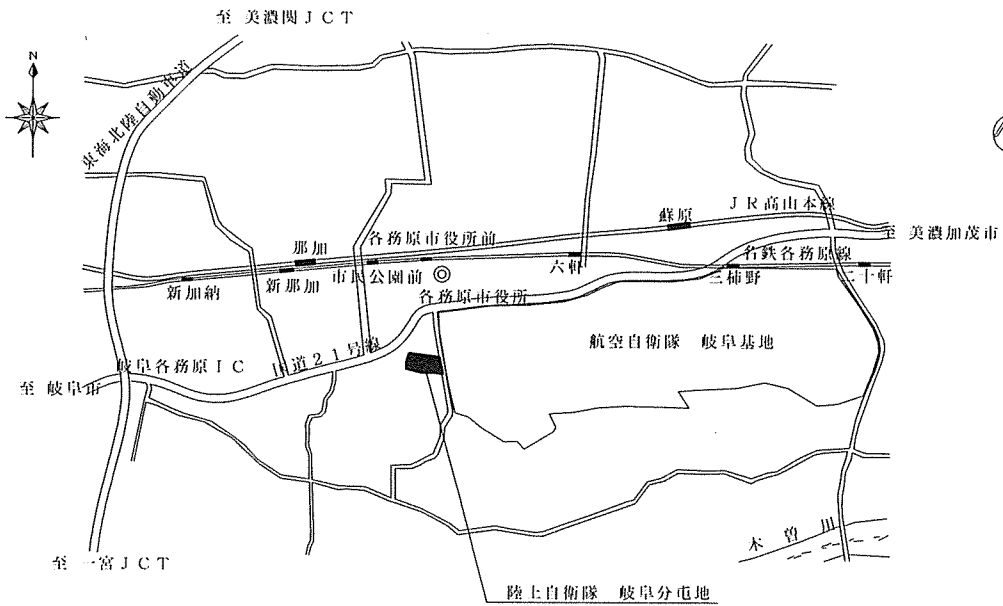 至 美濃関JCT
N
東海北陸自動車道
JR高山本線
蘇原
至 美濃加茂市
那加
各務原市役所前
名鉄各務原線
新加納
新那加
市民公園前
六軒
三柿野
二十軒
各務原市役所
航空自衛隊 岐阜基地
国道21号線
岐阜各務原IC
至 岐阜市
木曽川
至 一宮JCT
陸上自衛隊 岐阜分屯地